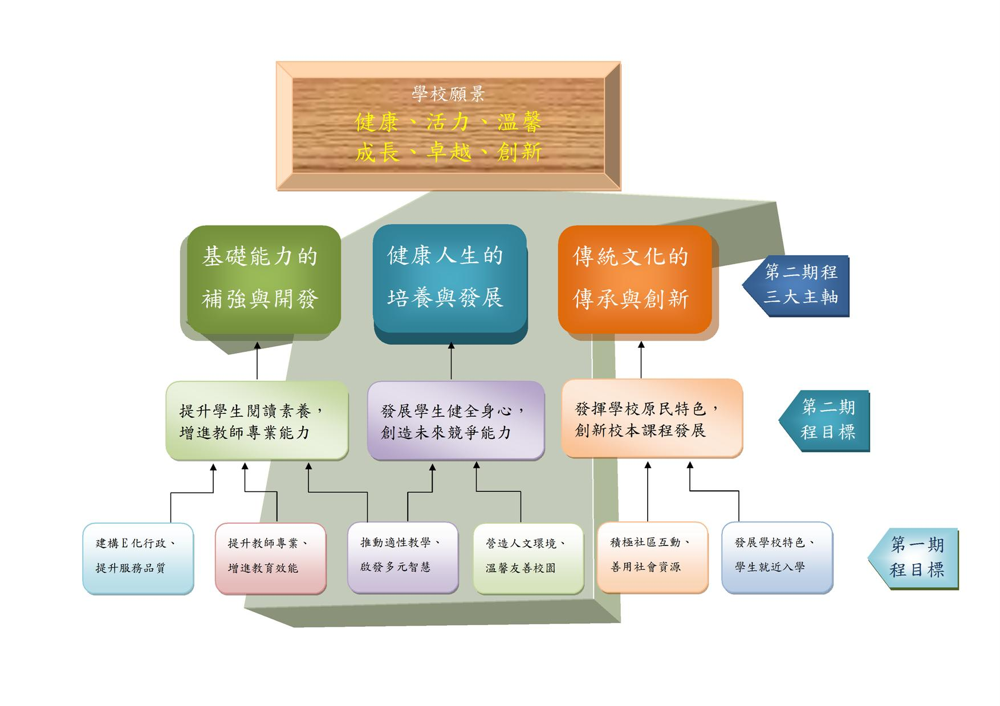 學校願景
健康、活力、溫馨
成長、卓越、創新
基礎能力的
補強與開發
健康人生的
培養與發展
傳統文化的
傳承與創新
第二期程
三大主軸
提升學生閱讀素養，
增進教師專業能力
發展學生健全身心，
創造未來競爭能力
發揮學校原民特色，
創新校本課程發展
第二期
程目標
建構E化行政、
提升服務品質
提升教師專業、
增進教育效能
推動適性教學、
啟發多元智慧
營造人文環境、
溫馨友善校園
積極社區互動、
善用社會資源
發展學校特色、
學生就近入學
第一期
程目標